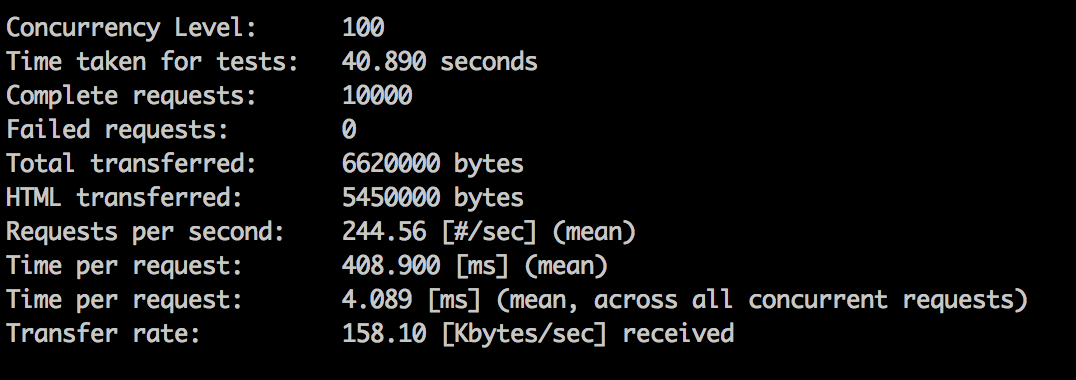 Concurrency Level:      100
Time taken for tests:   40.890 seconds
Complete requests:      10000
Failed requests:        0
Total transferred:      6620000 bytes
HTML transferred:       5450000 bytes
Requests per second:    244.56 [#/sec] (mean)
Time per request:       408.900 [ms] (mean)
Time per request:       4.089 [ms] (mean, across all concurrent requests)
Transfer rate:          158.10 [Kbytes/sec] received